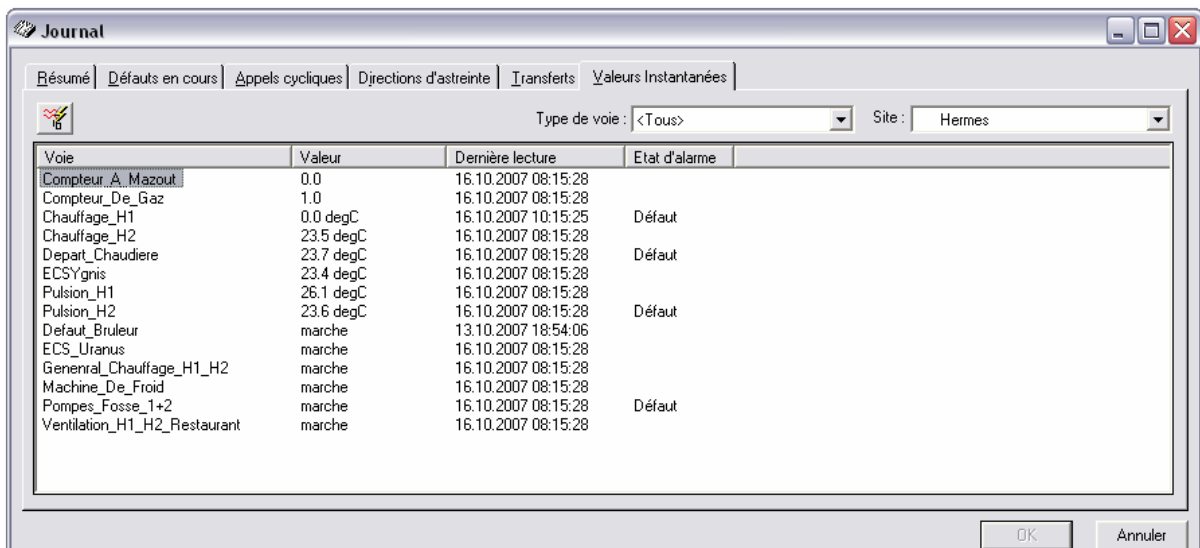 Journal
Résumé Défauts en cours Appels cycliques Directions d'astreinte Transferts Valeurs Instantanées
Type de voie : <Tous> Site : Hermes
Voie Valeur Dernière lecture Etat d'alarme
Compteur_A_Mazout 0.0 16.10.2007 08:15:28
Compteur_De_Gaz 1.0 16.10.2007 08:15:28
Chauffage_H1 0.0 degC 16.10.2007 10:15:25 Défaut
Chauffage_H2 23.5 degC 16.10.2007 08:15:28
Depart_Chaudiere 23.7 degC 16.10.2007 08:15:28 Défaut
ECSYgnis 23.4 degC 16.10.2007 08:15:28
Pulsion_H1 26.1 degC 16.10.2007 08:15:28
Pulsion_H2 23.6 degC 16.10.2007 08:15:28 Défaut
Defaut_Bruleur marche 13.10.2007 18:54:06
ECS_Uranus marche 16.10.2007 08:15:28
Genenral_Chauffage_H1_H2 marche 16.10.2007 08:15:28
Machine_De_Froid marche 16.10.2007 08:15:28
Pompes_Fosse_1+2 marche 16.10.2007 08:15:28 Défaut
Ventilation_H1_H2_Restaurant marche 16.10.2007 08:15:28
OK Annuler